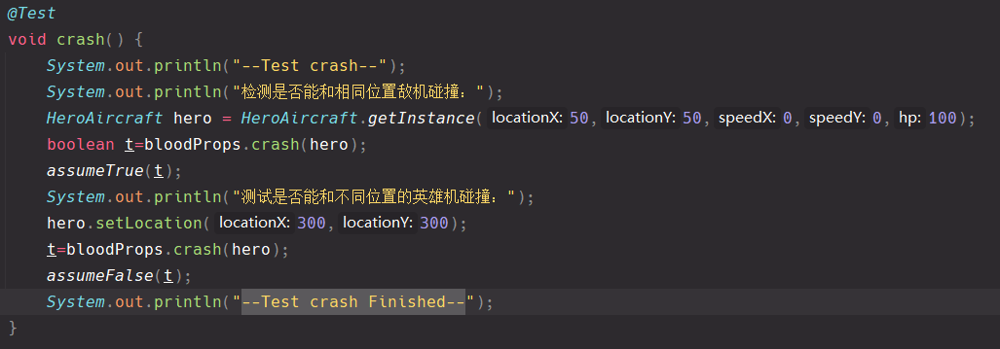 @Test
void crash() {
System.out.println("--Test crash--");
System.out.println("检测是否能和相同位置敌机碰撞：");
HeroAircraft hero = HeroAircraft.getInstance( locationX: 50, locationY: 50, speedX: 0, speedY: 0, hp: 100);
boolean t=bloodProps.crash(hero);
assumeTrue(t);
System.out.println("测试是否能和不同位置的英雄机碰撞：");
hero.setLocation( locationX: 300, locationY: 300);
t=bloodProps.crash(hero);
assumeFalse(t);
System.out.println("--Test crash Finished--");
}